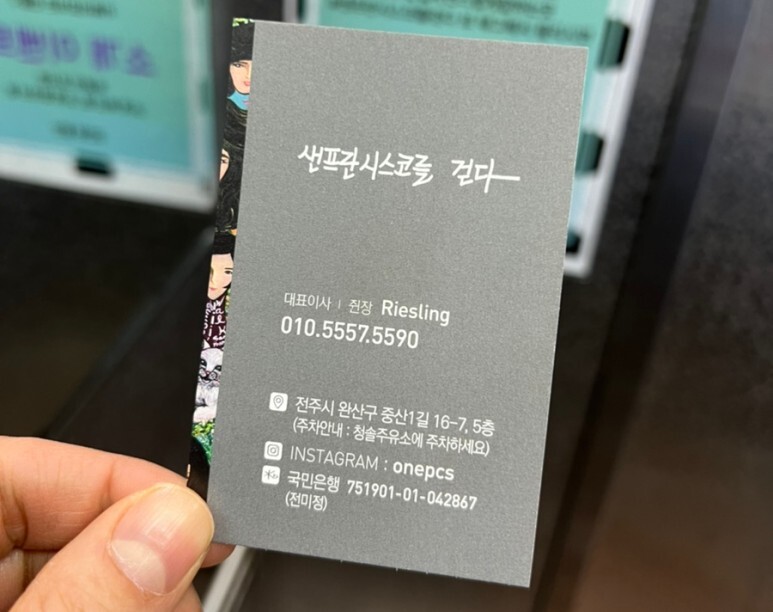 샌프란시스코를 걷다
대표이사 | 쥔장 Riesling
010.5557.5590
전주시 완산구 중산1길 16-7, 5층
(주차안내 : 청솔주유소에 주차하세요)
INSTAGRAM : onepcs
국민은행 751901-01-042867
(전미정)